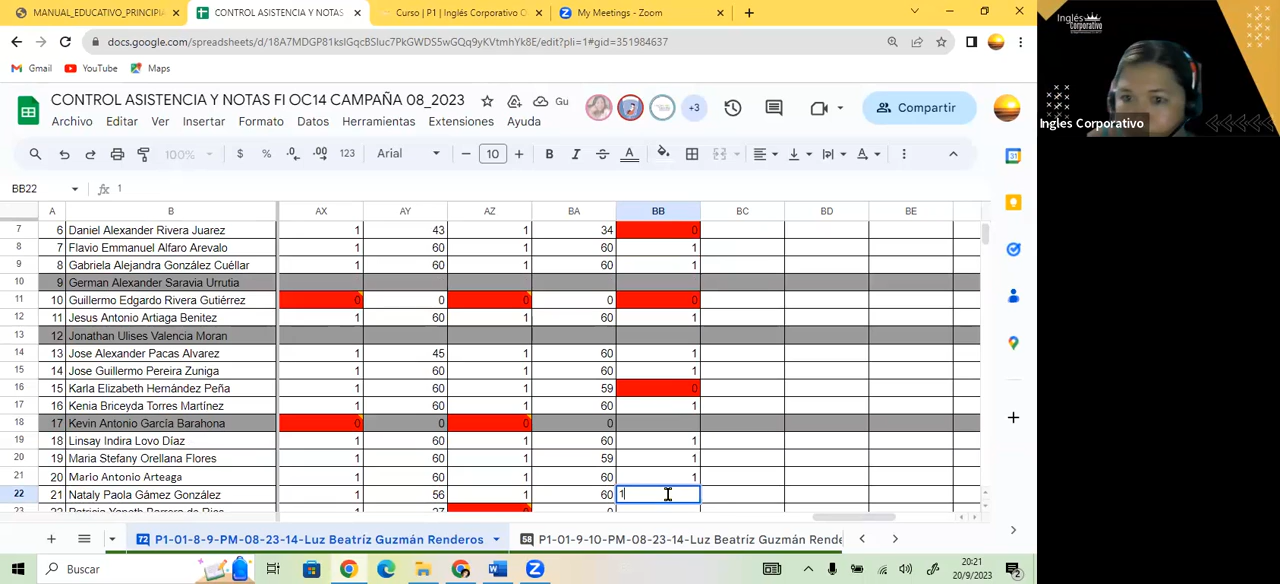 MANUAL_EDUCATIVO_PRINCIPIA
CONTROL ASISTENCIA Y NOTAS
Curso | P1 | Inglés Corporativo
My Meetings - Zoom
docs.google.com/spreadsheets/d/18A7MDGP81kslGqcBSluc7PkGWDS5wGQq9yKVtmhYk8E/edit?pli=1#gid=351984637
Gmail YouTube Maps
CONTROL ASISTENCIA Y NOTAS FI OC14 CAMPAÑA 08_2023 Gu
+3
Compartir
Archivo Editar Ver Insertar Formato Datos Herramientas Extensiones Ayuda
100% $ % .0 .00 123 Arial 10 B I A
BB22 fx 1
A B AX AY AZ BA BB BC BD BE
7 6 Daniel Alexander Rivera Juarez 1 43 1 34 0
8 7 Flavio Emmanuel Alfaro Arevalo 1 60 1 60 1
9 8 Gabriela Alejandra González Cuéllar 1 60 1 60 1
10 9 German Alexander Saravia Urrutia
11 10 Guillermo Edgardo Rivera Gutiérrez 0 0 0 0 0
12 11 Jesus Antonio Artiaga Benitez 1 60 1 60 1
13 12 Jonathan Ulises Valencia Moran
14 13 Jose Alexander Pacas Alvarez 1 45 1 60 1
15 14 Jose Guillermo Pereira Zuniga 1 60 1 60 1
16 15 Karla Elizabeth Hernández Peña 1 60 1 59 0
17 16 Kenia Briceyda Torres Martínez 1 60 1 60 1
18 17 Kevin Antonio García Barahona 0 0 0 0
19 18 Linsay Indira Lovo Díaz 1 60 1 60 1
20 19 Maria Stefany Orellana Flores 1 60 1 59 1
21 20 Mario Antonio Arteaga 1 60 1 60 1
22 21 Nataly Paola Gámez González 1 56 1 60 1
72 P1-01-8-9-PM-08-23-14-Luz Beatríz Guzmán Renderos
58 P1-01-9-10-PM-08-23-14-Luz Beatríz Guzmán Rende
Buscar
20:21
20/9/2023
2
Inglés
Corporativo
Ingles Corporativo